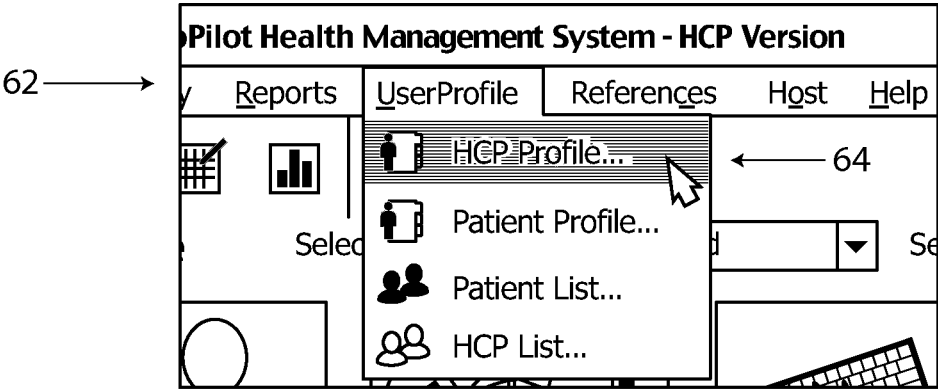 Pilot Health Management System - HCP Version
62
Reports UserProfile References Host Help
HCP Profile...
64
Patient Profile...
Patient List...
HCP List...